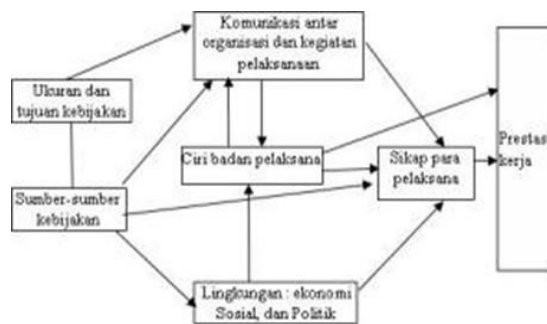 Komunikasi antar
organisasi dan kegiatan
pelaksanaan
Ukuran dan
tujuan kebijakan
Ciri badan pelaksana
Sikap para
pelaksana
Prestas
kerja
Sumber-sumber
kebijakan
Lingkungan : ekonomi
Sosial, dan Politik